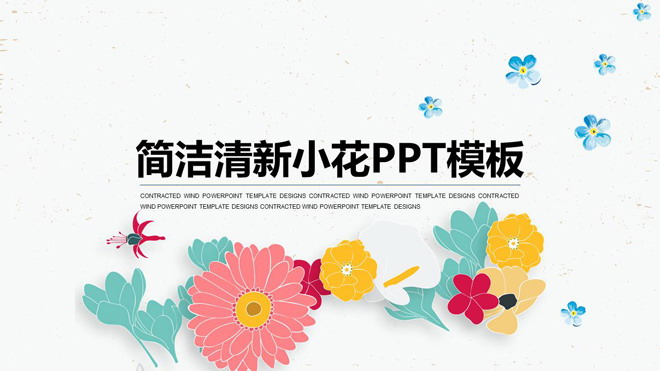 简洁清新小花PPT模板
CONTRACTED WIND POWERPOINT TEMPLATE DESIGNS CONTRACTED WIND POWERPOINT TEMPLATE DESIGNS CONTRACTED
WIND POWERPOINT TEMPLATE DESIGNS CONTRACTED WIND POWERPOINT TEMPLATE DESIGNS